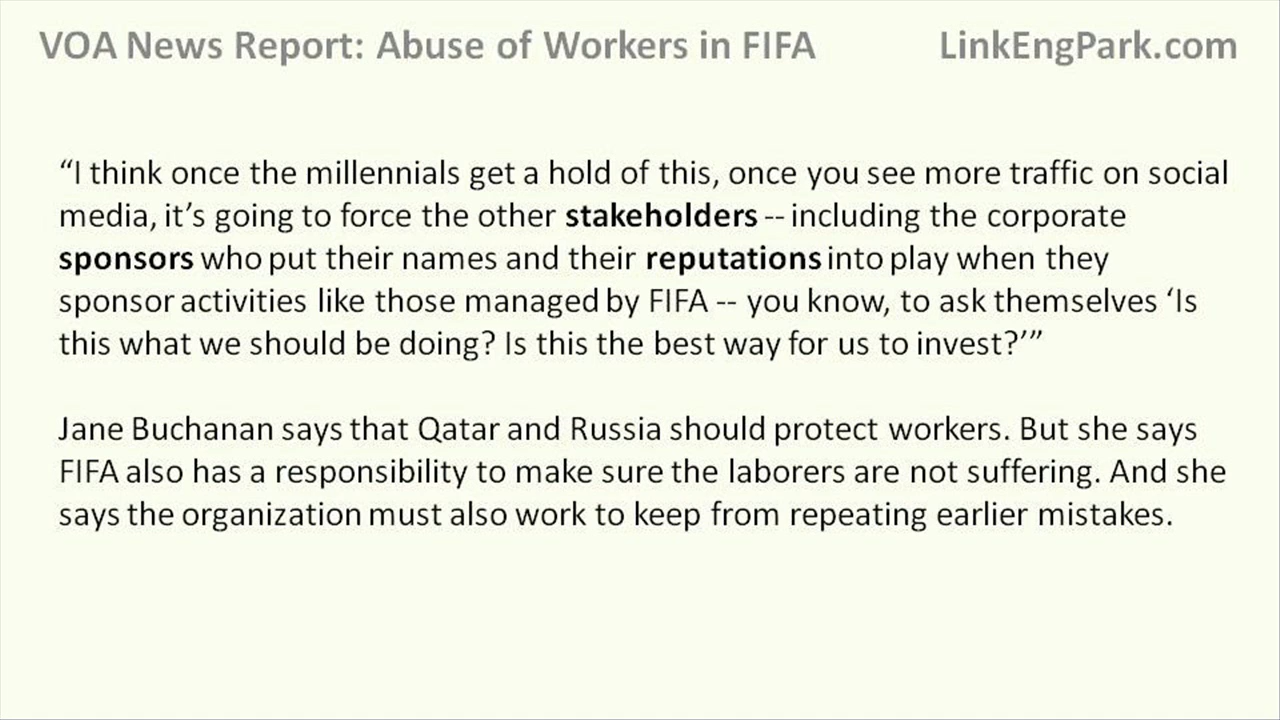 VOA News Report: Abuse of Workers in FIFA
LinkEngPark.com
“I think once the millennials get a hold of this, once you see more traffic on social
media, it’s going to force the other stakeholders -- including the corporate
sponsors who put their names and their reputations into play when they
sponsor activities like those managed by FIFA -- you know, to ask themselves ‘Is
this what we should be doing? Is this the best way for us to invest?’”
Jane Buchanan says that Qatar and Russia should protect workers. But she says
FIFA also has a responsibility to make sure the laborers are not suffering. And she
says the organization must also work to keep from repeating earlier mistakes.